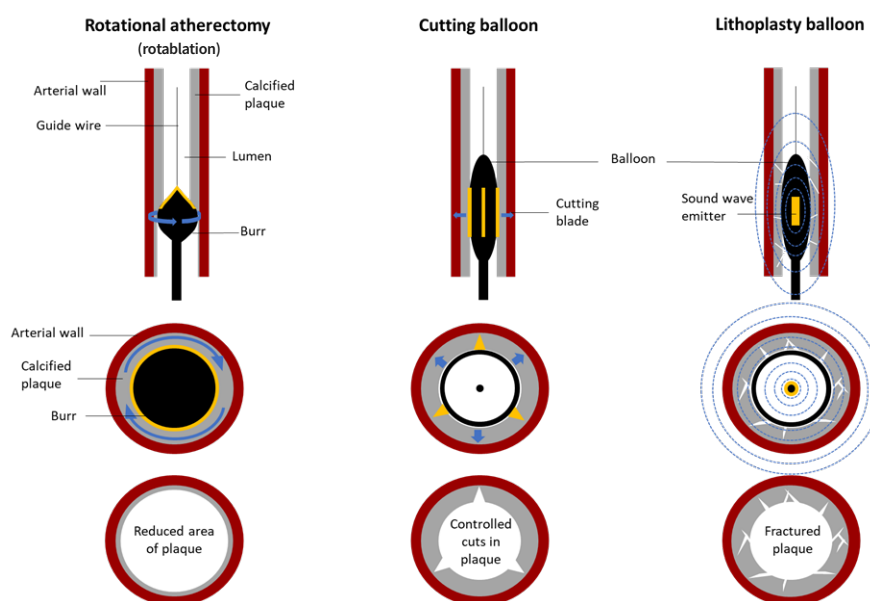 Rotational atherectomy
(rotablation)
Cutting balloon
Lithoplasty balloon
Arterial wall
Calcified
plaque
Guide wire
Lumen
Burr
Balloon
Cutting
blade
Sound wave
emitter
Arterial wall
Calcified
plaque
Burr
Reduced area
of plaque
Controlled
cuts in
plaque
Fractured
plaque